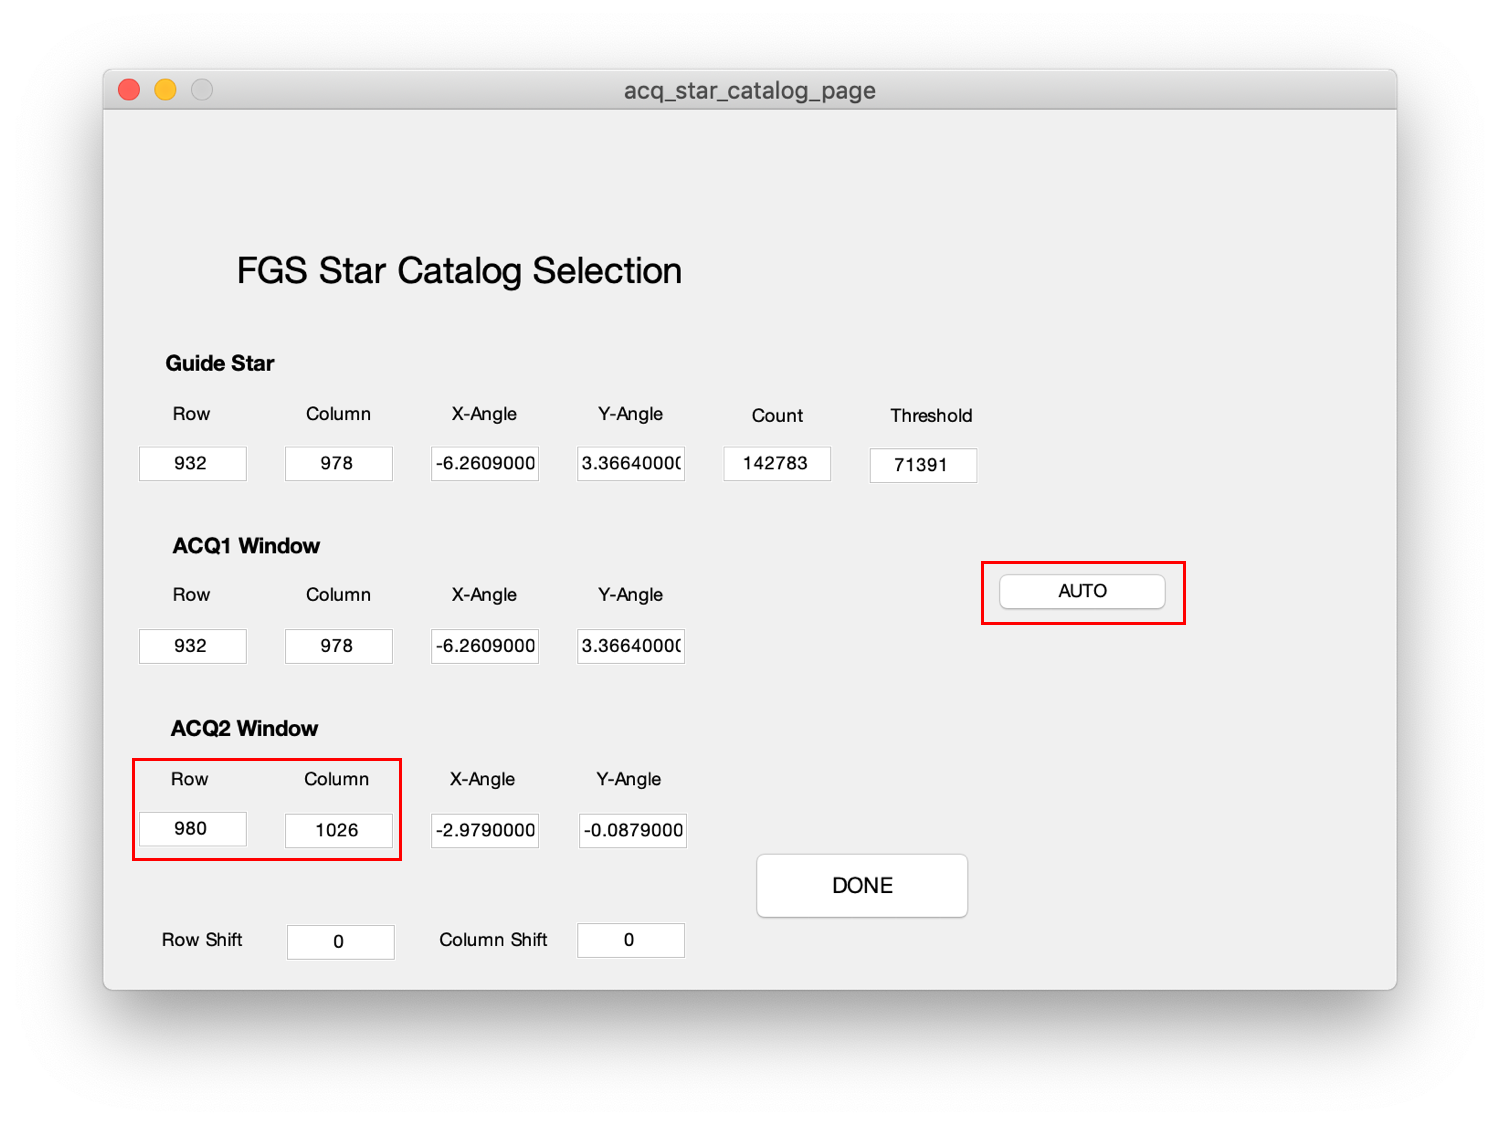 acq_star_catalog_page
FGS Star Catalog Selection
Guide Star
Row Column X-Angle Y-Angle Count Threshold
932 978 -6.2609000 3.3664000 142783 71391
ACQ1 Window
Row Column X-Angle Y-Angle
932 978 -6.2609000 3.3664000
AUTO
ACQ2 Window
Row Column X-Angle Y-Angle
980 1026 -2.9790000 -0.0879000
DONE
Row Shift 0 Column Shift 0